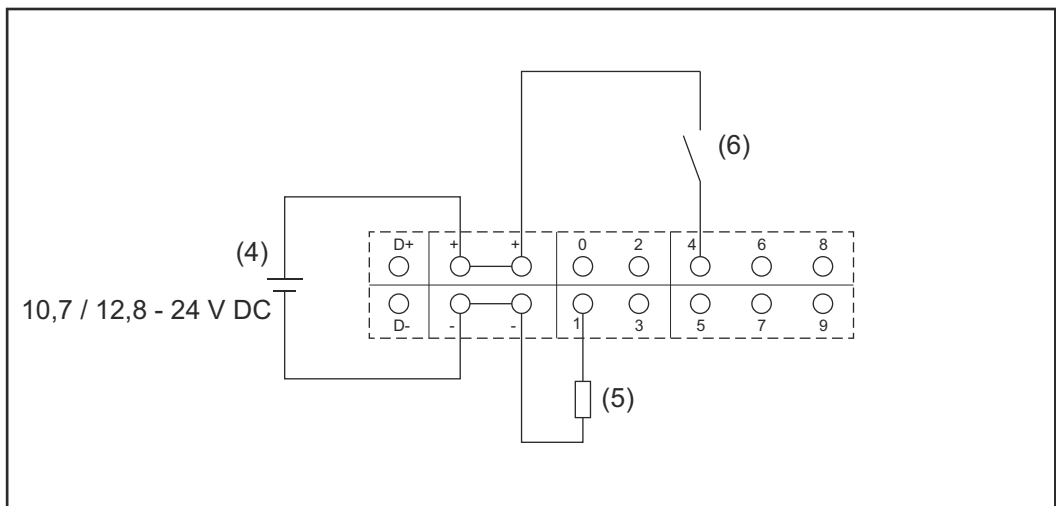 (6)
D+ + + 0 2 4 6 8
(4)
10,7 / 12,8 - 24 V DC
D- - - 1 3 5 7 9
(5)